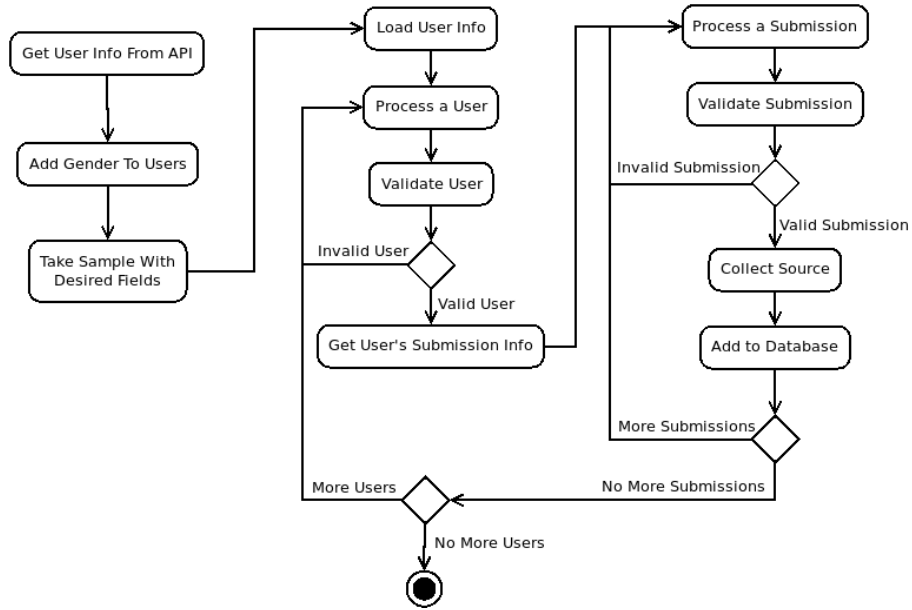 Get User Info From API
Add Gender To Users
Take Sample With
Desired Fields
Load User Info
Process a User
Validate User
Invalid User
Valid User
Get User's Submission Info
Process a Submission
Validate Submission
Invalid Submission
Valid Submission
Collect Source
Add to Database
More Submissions
No More Submissions
More Users
No More Users